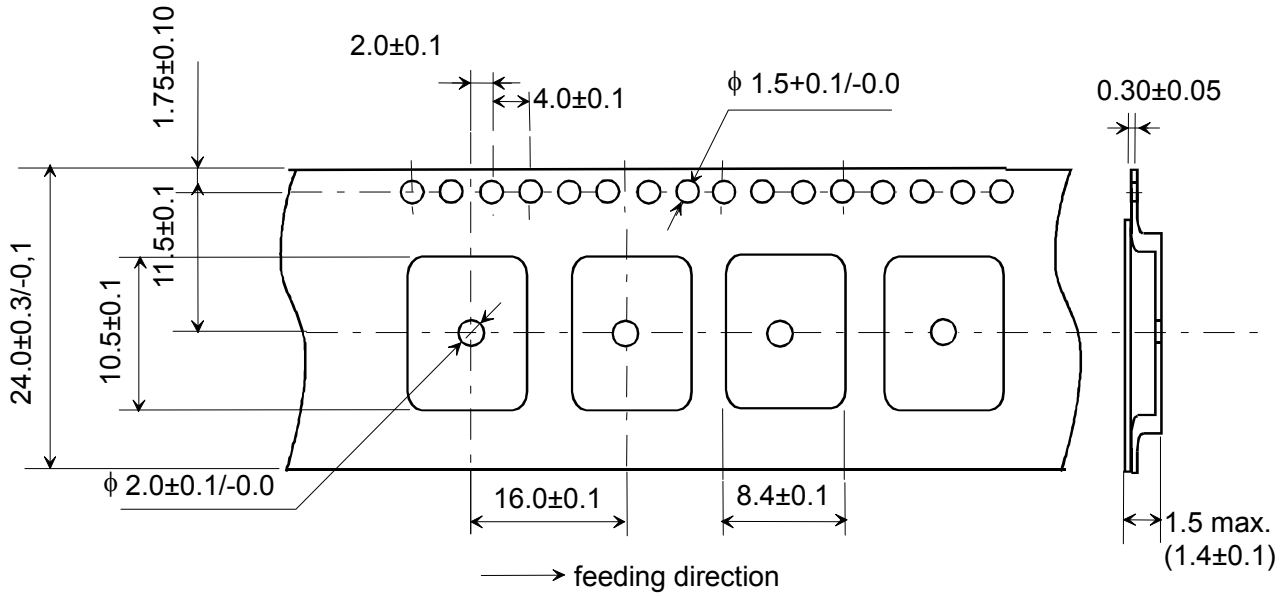 1.75±0.10
2.0±0.1
4.0±0.1
ϕ 1.5+0.1/-0.0
0.30±0.05
24.0±0.3/-0,1
11.5±0.1
10.5±0.1
ϕ 2.0±0.1/-0.0
16.0±0.1
8.4±0.1
1.5 max.
(1.4±0.1)
feeding direction